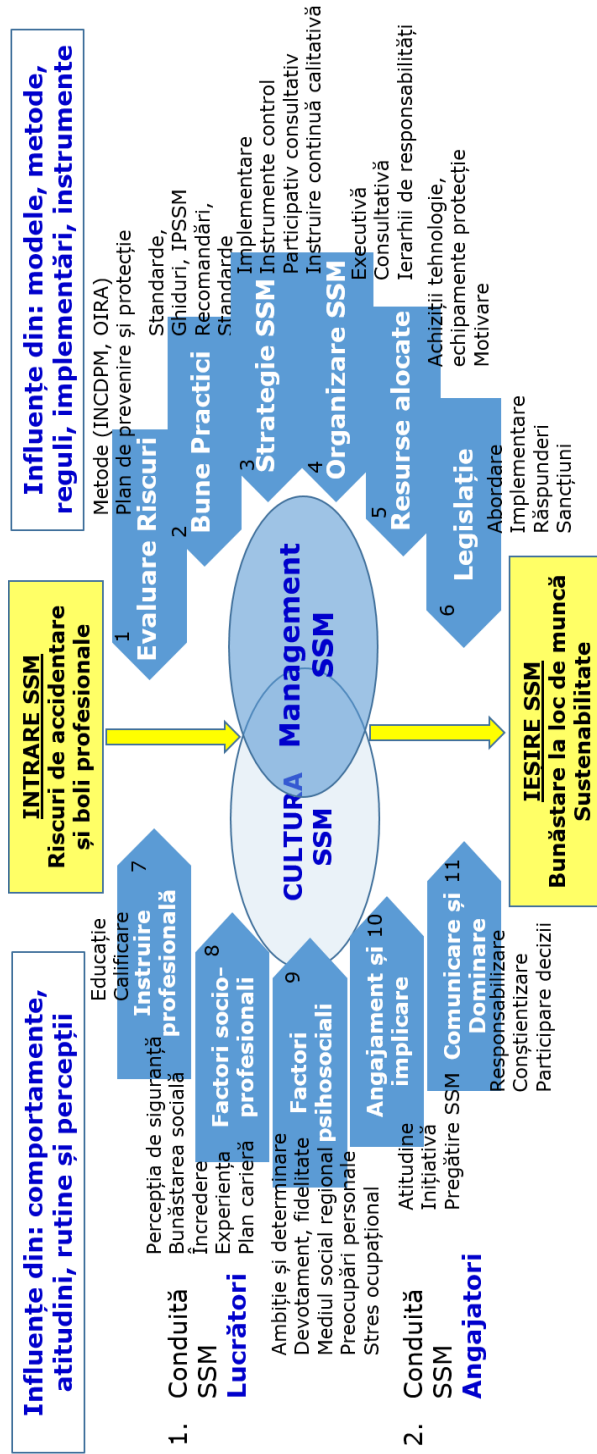 Influențe din: comportamente,
atitudini, rutine și percepții
INTRARE SSM
Riscuri de accidentare
și boli profesionale
Influențe din: modele, metode,
reguli, implementări, instrumente
1. Conduită
SSM
Lucrători
2. Conduită
SSM
Angajatori
Educație
Calificare
Instruire
profesională
7
Percepția de siguranță
Bunăstarea socială
Încredere
Experiența
Plan carieră
Factori socio-
profesionali
8
Ambiție și determinare
Devotament, fidelitate
Mediul social regional
Preocupări personale
Stres ocupațional
Factori
psihosociali
9
Atitudine
Inițiativă
Pregătire SSM
Angajament și
implicare
10
Comunicare și
Dominare
11
Responsabilizare
Conștientizare
Participare decizii
CULTURA
SSM
Management
SSM
1
Evaluare Riscuri
Metode (INCDPM, OIRA)
Plan de prevenire și protecție
2
Bune Practici
Standarde,
Ghiduri, IPSSM
Recomandări,
Standarde
3
Strategie SSM
Implementare
Instrumente control
Participativ consultativ
Instruire continuă calitativă
4
Organizare SSM
Executivă
Consultativă
Ierarhii de responsabilități
5
Resurse alocate
Achiziții tehnologie,
echipamente protecție
Motivare
6
Legislație
Abordare
Implementare
Răspunderi
Sancțiuni
IESIRE SSM
Bunăstare la loc de muncă
Sustenabilitate